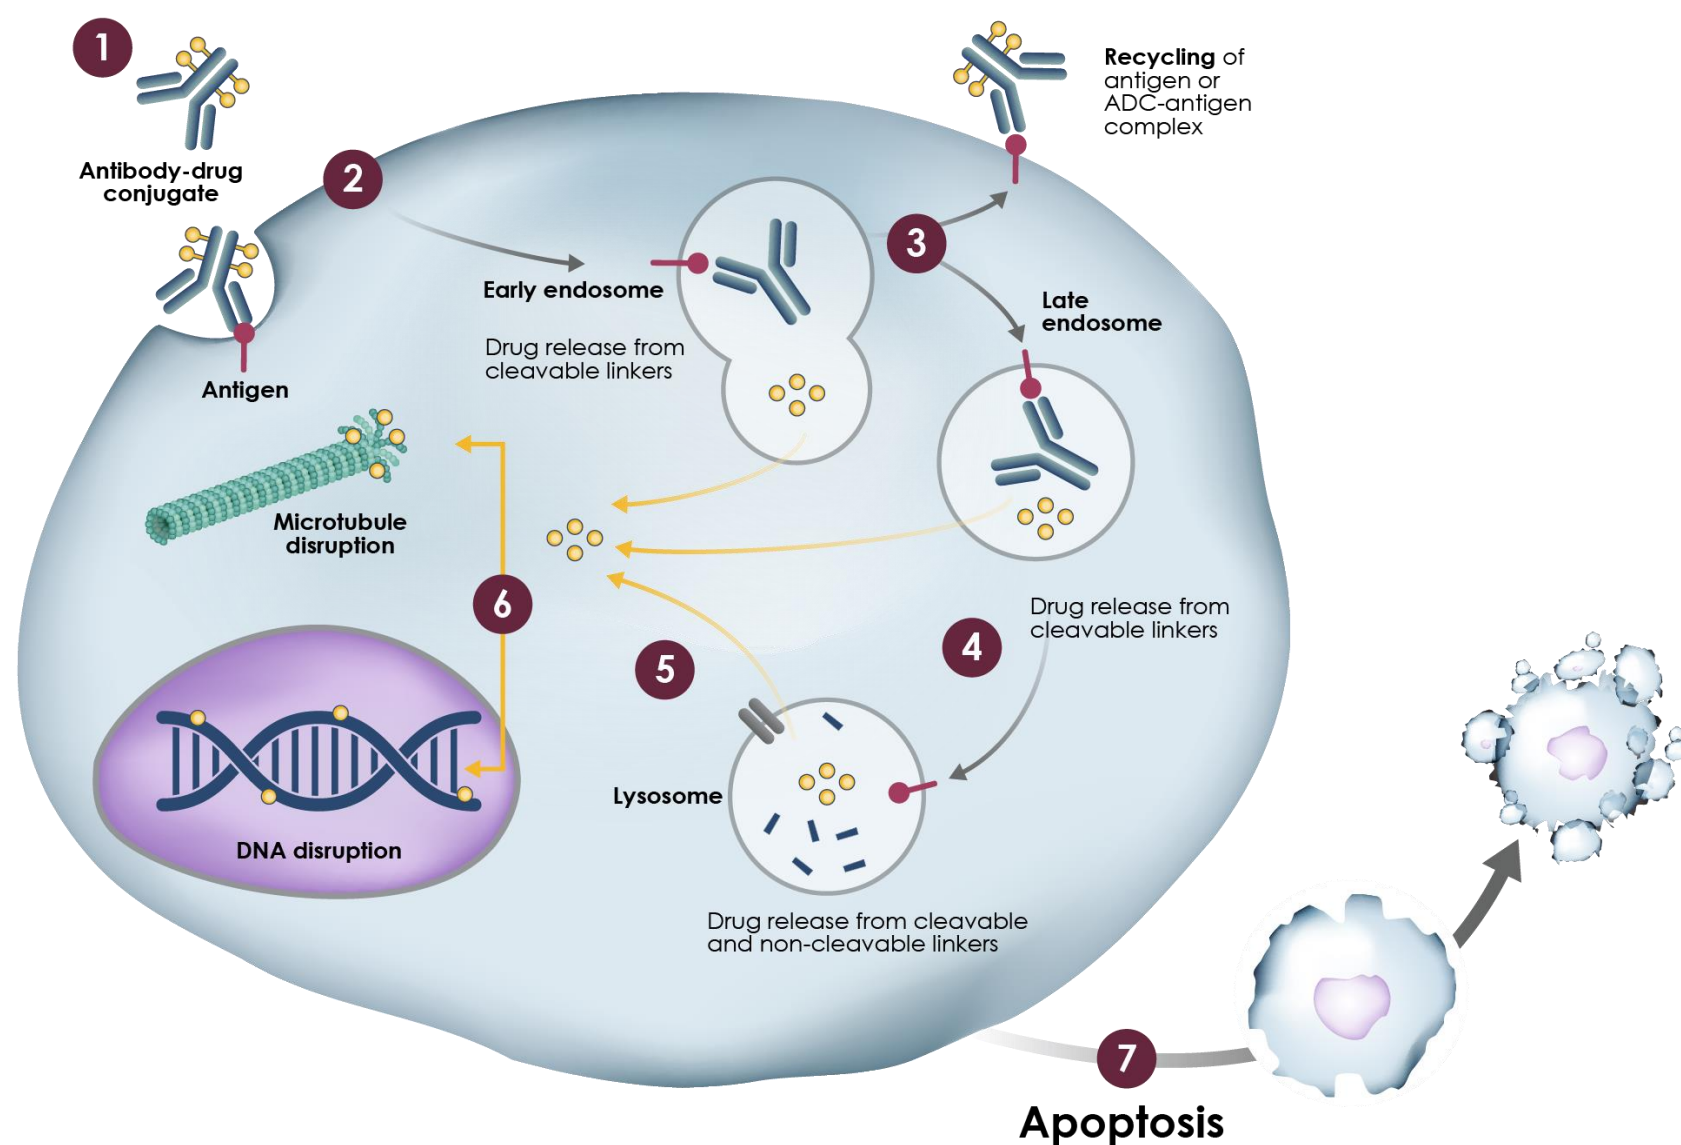 1
Antibody-drug
conjugate
Antigen
2
Early endosome
Drug release from
cleavable linkers
3
Recycling of
antigen or
ADC-antigen
complex
Late
endosome
Drug release from
cleavable linkers
4
5
Lysosome
Drug release from cleavable
and non-cleavable linkers
6
Microtubule
disruption
DNA disruption
7
Apoptosis